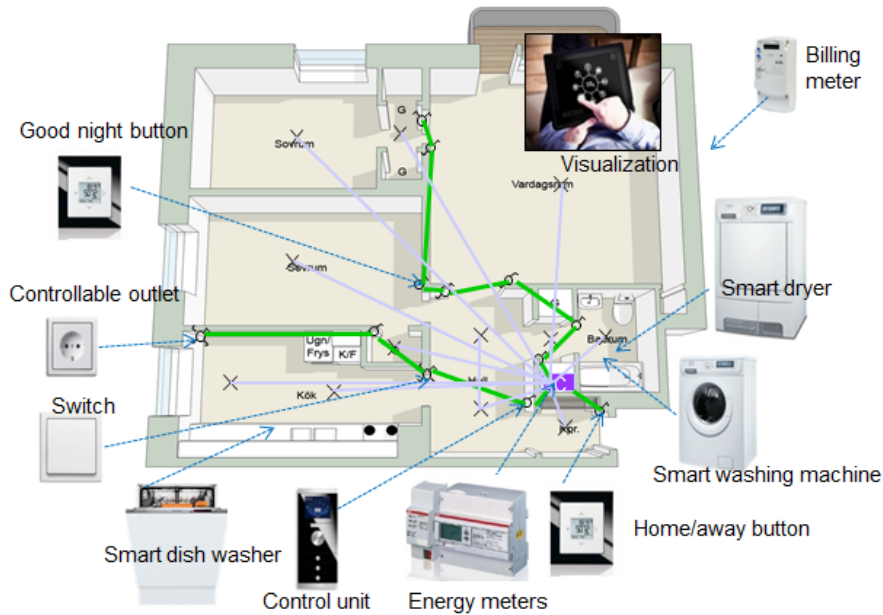 Billing
meter
Good night button
G
Sovrum
Visualization
G
Vardagsrum
Sovrum
Controllable outlet
Smart dryer
G
Ugn/
Frys
K/F
Badrum
Switch
Hall
Kök
C
Kpr.
Smart washing machine
Home/away button
Smart dish washer
Control unit
Energy meters